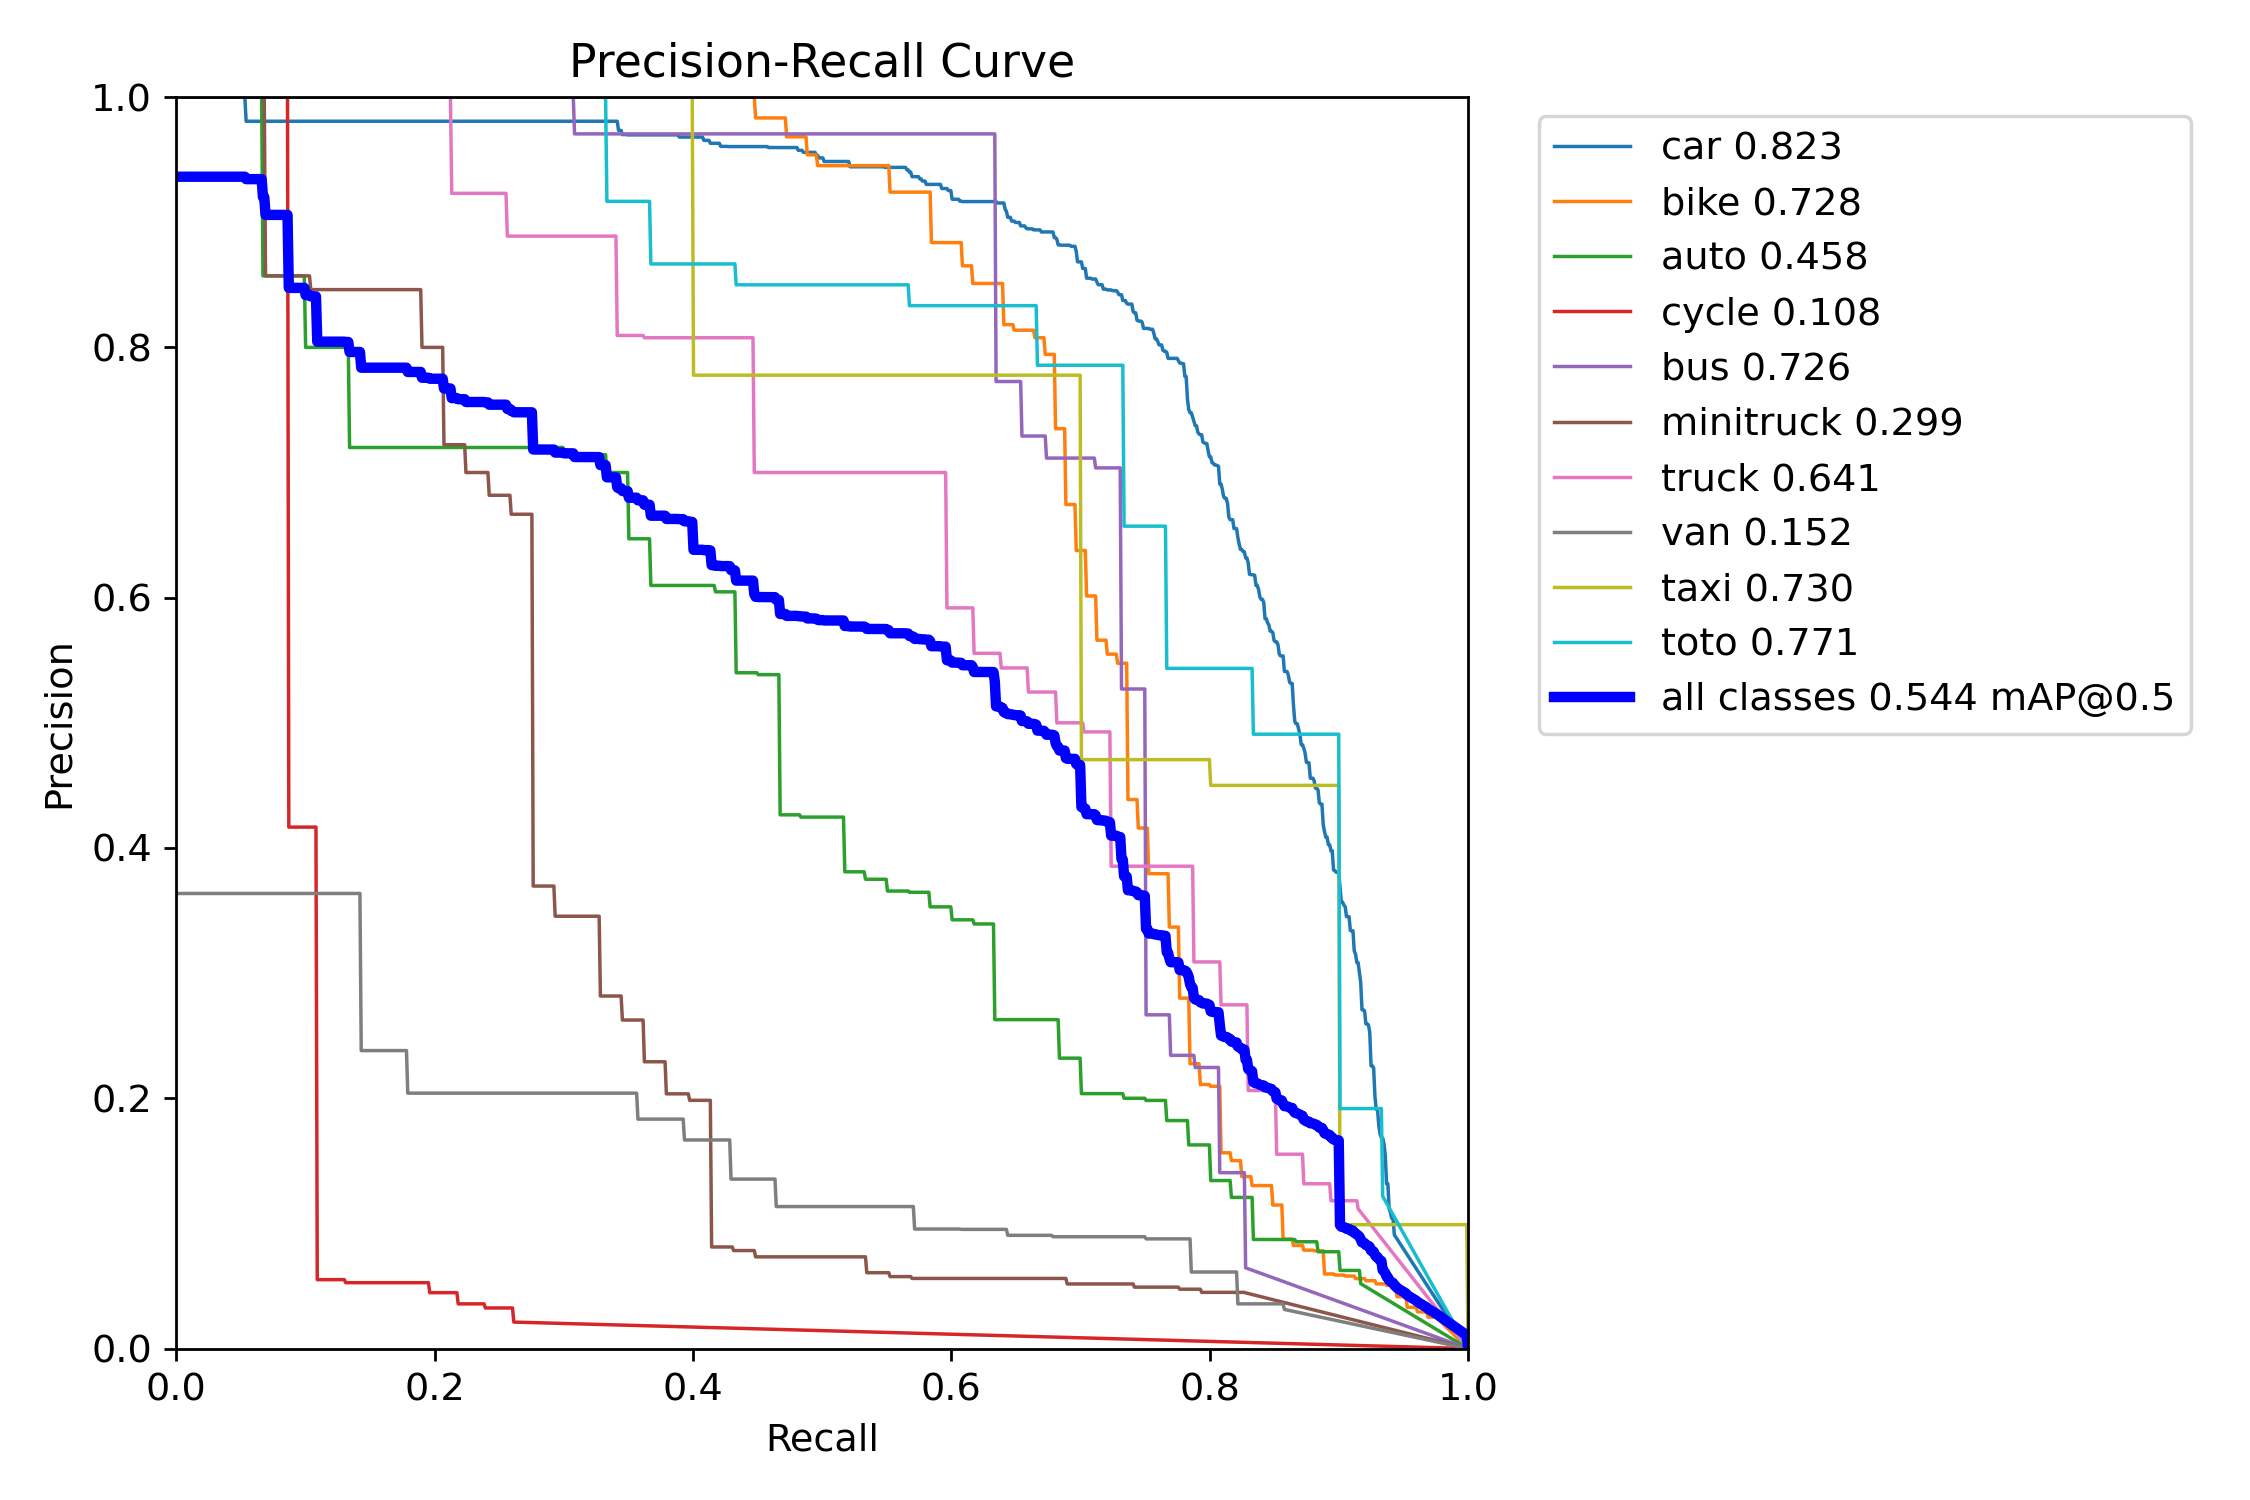 Precision-Recall Curve
1.0
0.8
0.6
0.4
0.2
0.0
Precision
0.0 0.2 0.4 0.6 0.8 1.0
Recall
car 0.823
bike 0.728
auto 0.458
cycle 0.108
bus 0.726
minitruck 0.299
truck 0.641
van 0.152
taxi 0.730
toto 0.771
all classes 0.544 mAP@0.5